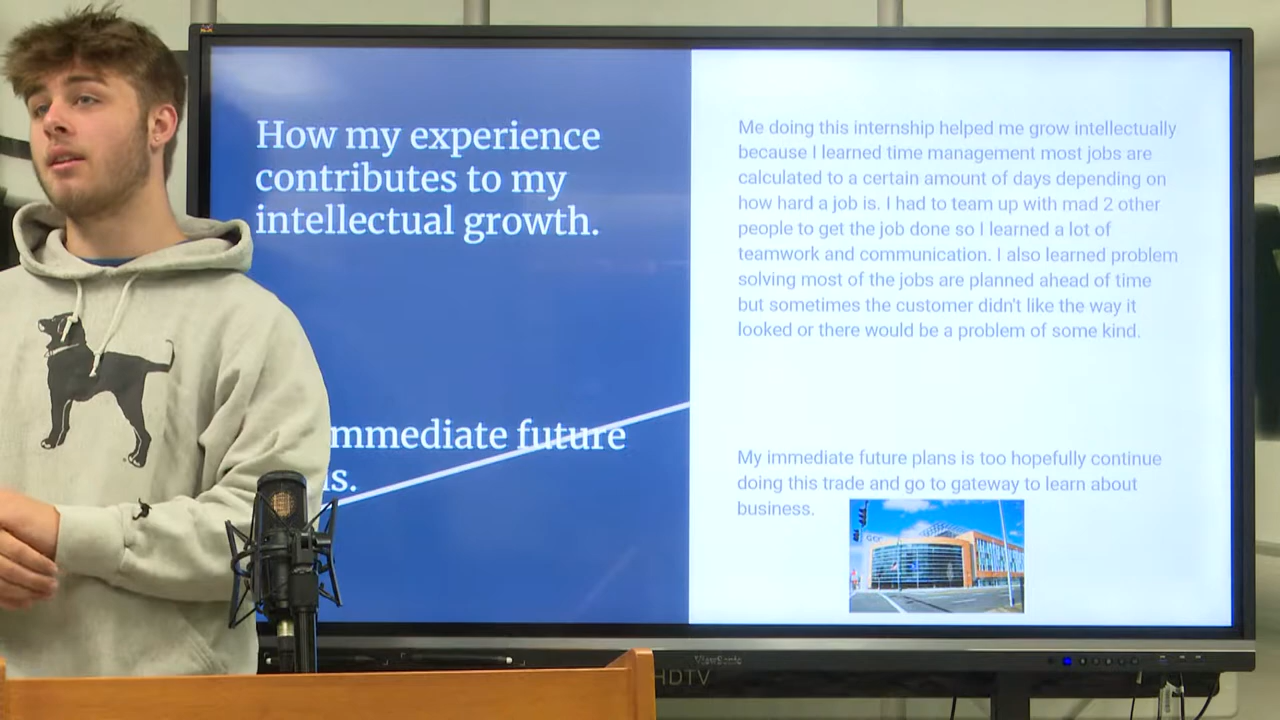 How my experience
contributes to my
intellectual growth.
mmediate future
is.
Me doing this internship helped me grow intellectually
because I learned time management most jobs are
calculated to a certain amount of days depending on
how hard a job is. I had to team up with mad 2 other
people to get the job done so I learned a lot of
teamwork and communication. I also learned problem
solving most of the jobs are planned ahead of time
but sometimes the customer didn't like the way it
looked or there would be a problem of some kind.
My immediate future plans is too hopefully continue
doing this trade and go to gateway to learn about
business.
ViewSonic
HDTV